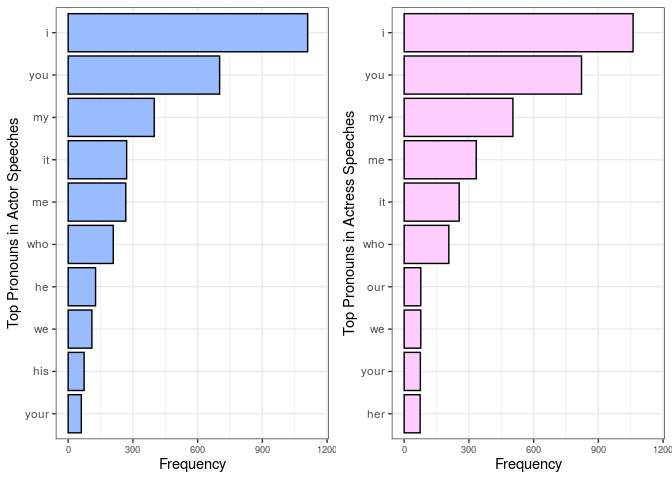 Top Pronouns in Actor Speeches
i
you
my
it
me
who
he
we
his
your
0 300 600 900 1200
Frequency
Top Pronouns in Actress Speeches
i
you
my
me
it
who
our
we
your
her
0 300 600 900 1200
Frequency